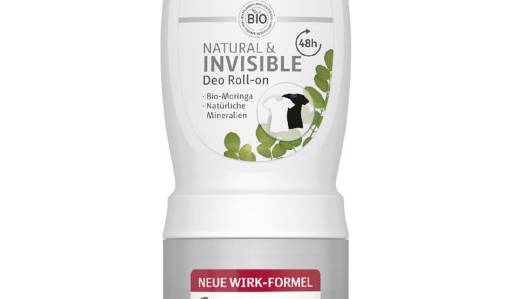 BIO
48h
NATURAL &
INVISIBLE
Deo Roll-on
· Bio-Moringa
· Natürliche
Mineralien
NEUE WIRK-FORMEL